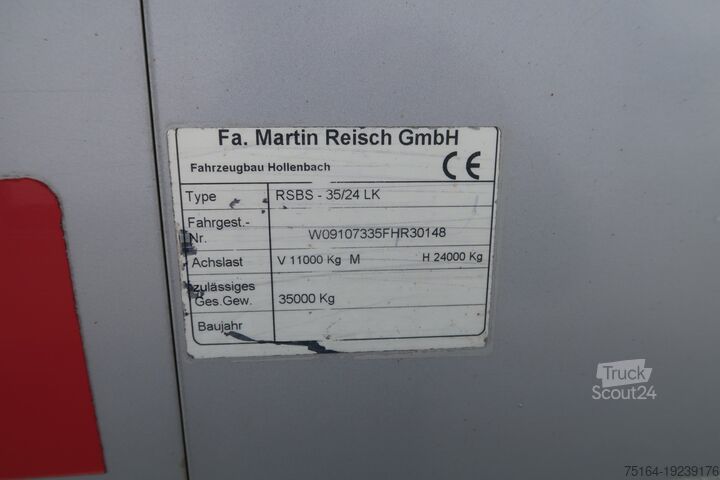 Fa. Martin Reisch GmbH
Fahrzeugbau Hollenbach
CE
Type RSBS - 35/24 LK
Fahrgest.-
Nr. W09107335FHR30148
Achslast V 11000 Kg M H 24000 Kg
zulässiges
Ges.Gew. 35000 Kg
Baujahr
Truck
Scout24
75164-19239176